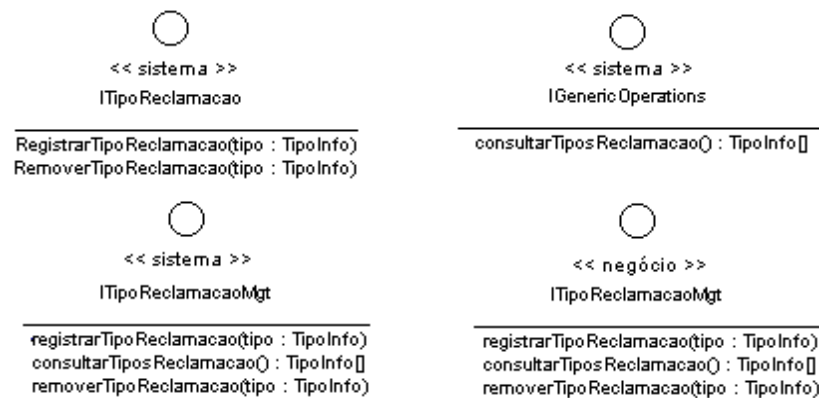 << sistema >>
ITipoReclamacao
RegistrarTipoReclamacao(tipo : TipoInfo)
RemoverTipoReclamacao(tipo : TipoInfo)
<< sistema >>
IGenericOperations
consultarTiposReclamacao() : TipoInfo[]
<< sistema >>
ITipoReclamacaoMgt
registrarTipoReclamacao(tipo : TipoInfo)
consultarTiposReclamacao() : TipoInfo[]
removerTipoReclamacao(tipo : TipoInfo)
<< negócio >>
ITipoReclamacaoMgt
registrarTipoReclamacao(tipo : TipoInfo)
consultarTiposReclamacao() : TipoInfo[]
removerTipoReclamacao(tipo : TipoInfo)